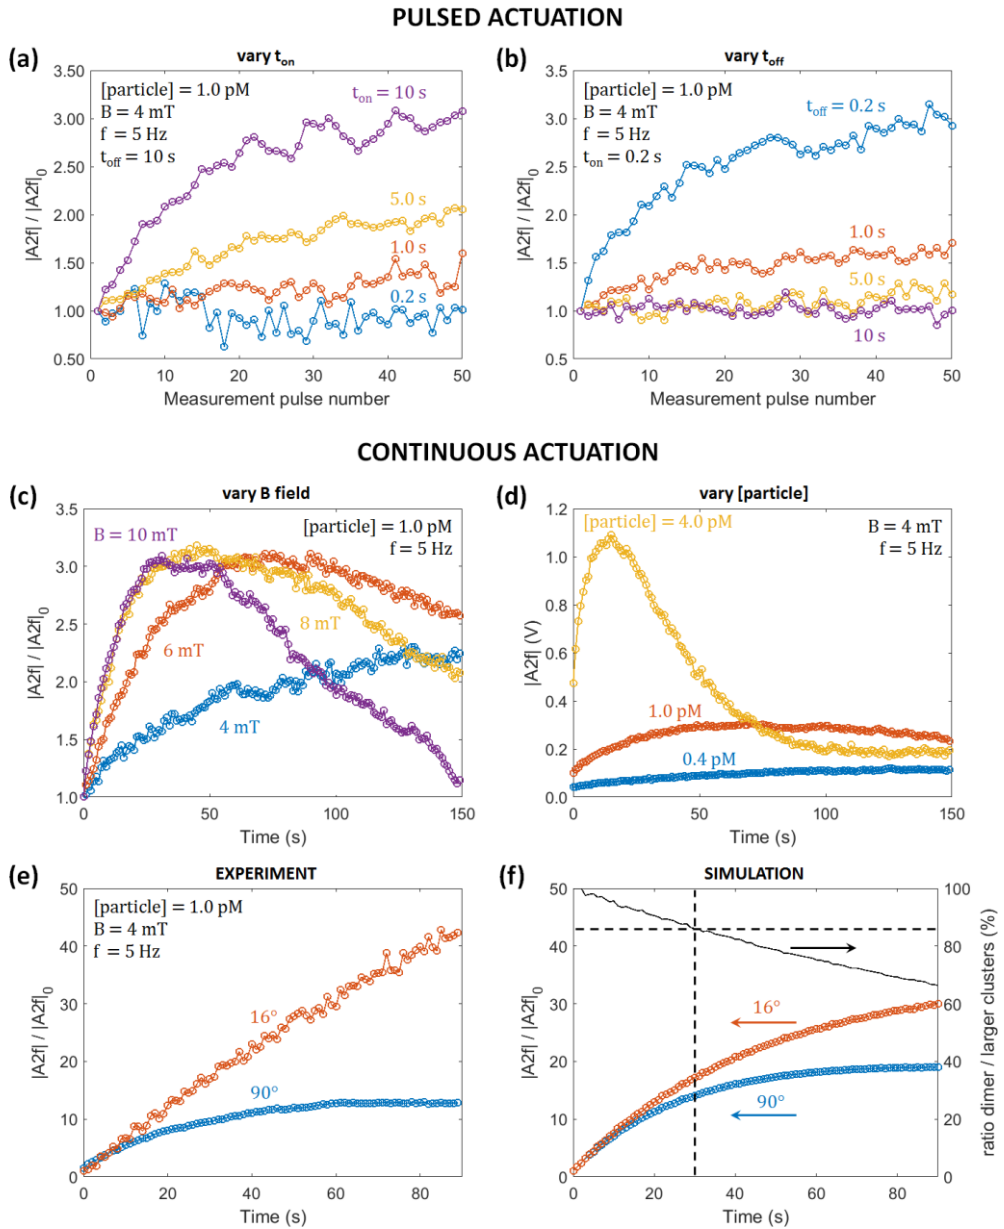 PULSED ACTUATION
(a)
vary t_on
[particle] = 1.0 pM
B = 4 mT
f = 5 Hz
t_off = 10 s
t_on = 10 s
5.0 s
1.0 s
0.2 s
3.50
3.00
2.50
2.00
1.50
1.00
0.50
|A2f| / |A2f|_0
0 10 20 30 40 50
Measurement pulse number
(b)
vary t_off
[particle] = 1.0 pM
B = 4 mT
f = 5 Hz
t_on = 0.2 s
t_off = 0.2 s
1.0 s
5.0 s
10 s
3.50
3.00
2.50
2.00
1.50
1.00
0.50
|A2f| / |A2f|_0
0 10 20 30 40 50
Measurement pulse number
CONTINUOUS ACTUATION
(c)
vary B field
B = 10 mT
[particle] = 1.0 pM
f = 5 Hz
8 mT
6 mT
4 mT
3.5
3.0
2.5
2.0
1.5
1.0
|A2f| / |A2f|_0
0 50 100 150
Time (s)
(d)
vary [particle]
[particle] = 4.0 pM
B = 4 mT
f = 5 Hz
1.0 pM
0.4 pM
1.2
1.0
0.8
0.6
0.4
0.2
0.0
|A2f| (V)
0 50 100 150
Time (s)
(e)
EXPERIMENT
[particle] = 1.0 pM
B = 4 mT
f = 5 Hz
16°
90°
50
40
30
20
10
0
|A2f| / |A2f|_0
0 20 40 60 80
Time (s)
(f)
SIMULATION
16°
90°
50
40
30
20
10
0
|A2f| / |A2f|_0
100
80
60
40
20
0
ratio dimer / larger clusters (%)
0 20 40 60 80
Time (s)